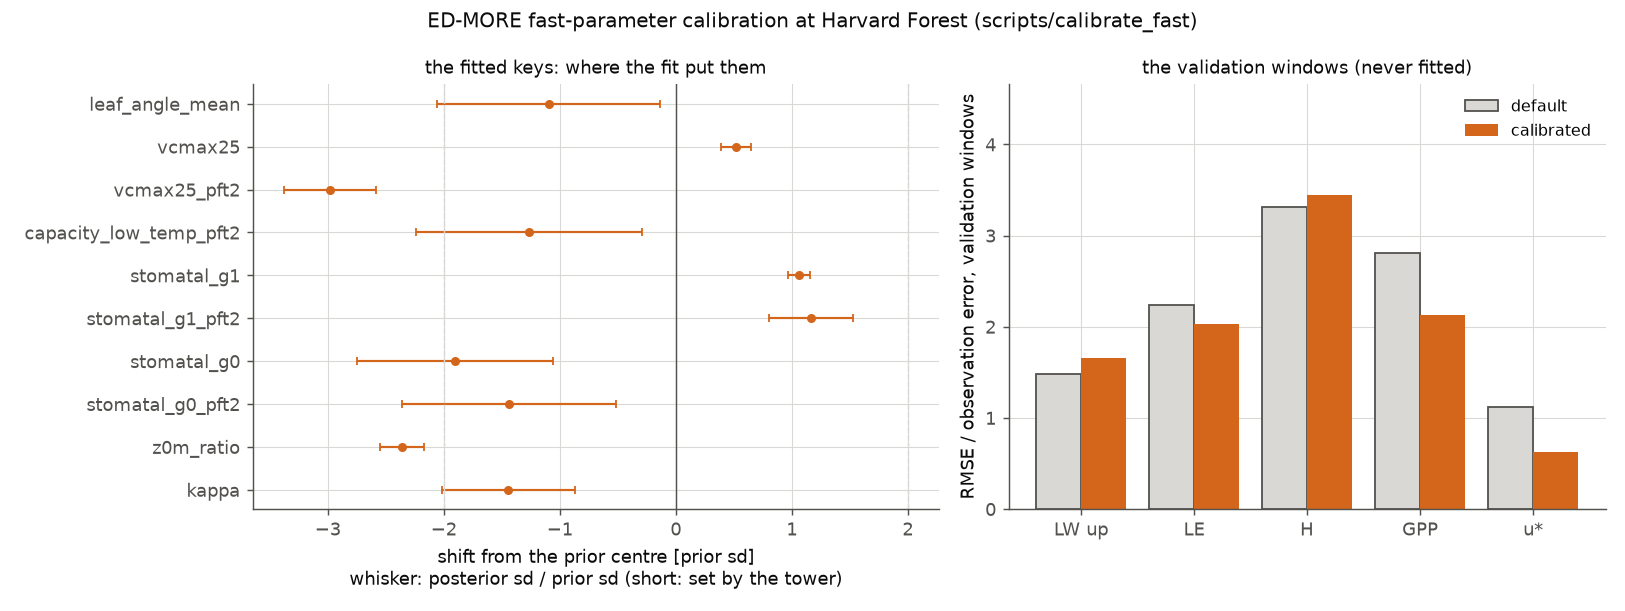 ED-MORE fast-parameter calibration at Harvard Forest (scripts/calibrate_fast)
the fitted keys: where the fit put them
leaf_angle_mean
vcmax25
vcmax25_pft2
capacity_low_temp_pft2
stomatal_g1
stomatal_g1_pft2
stomatal_g0
stomatal_g0_pft2
z0m_ratio
kappa
−3 −2 −1 0 1 2
shift from the prior centre [prior sd]
whisker: posterior sd / prior sd (short: set by the tower)
the validation windows (never fitted)
RMSE / observation error, validation windows
default
calibrated
4
3
2
1
0
LW up LE H GPP u*